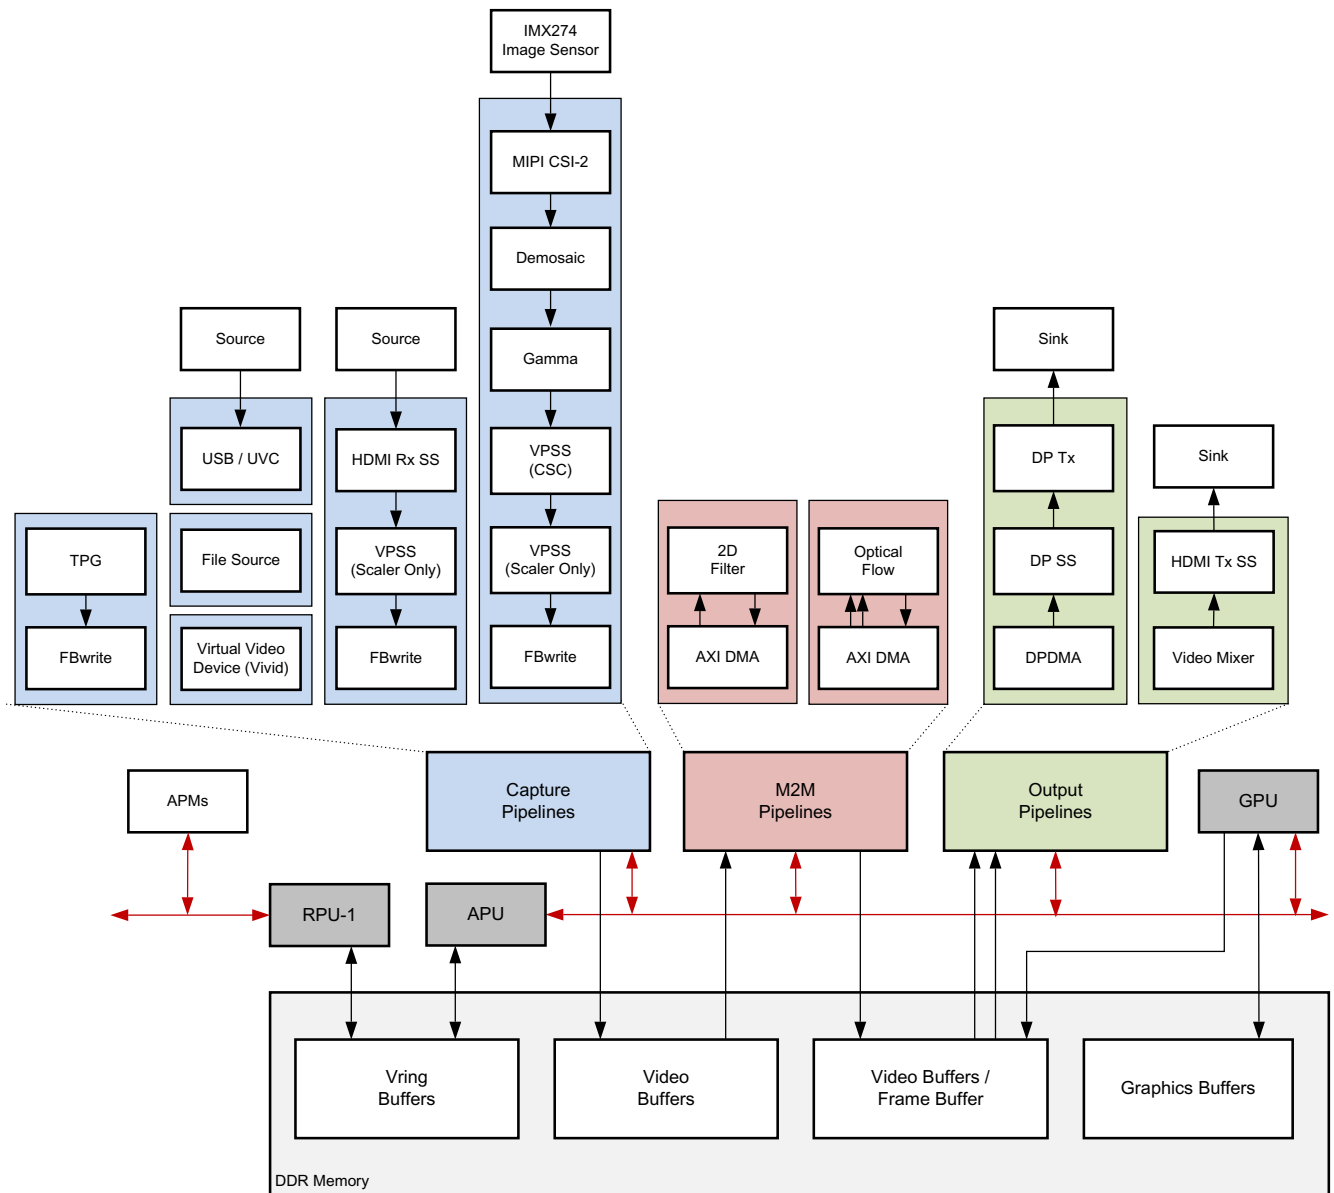 IMX274
Image Sensor
MIPI CSI-2
Demosaic
Gamma
VPSS
(CSC)
VPSS
(Scaler Only)
FBwrite
Source
USB / UVC
File Source
Virtual Video
Device (Vivid)
Source
HDMI Rx SS
VPSS
(Scaler Only)
FBwrite
TPG
FBwrite
2D
Filter
AXI DMA
Optical
Flow
AXI DMA
Sink
DP Tx
DP SS
DPDMA
Sink
HDMI Tx SS
Video Mixer
Capture
Pipelines
M2M
Pipelines
Output
Pipelines
GPU
APMs
RPU-1
APU
Vring
Buffers
Video
Buffers
Video Buffers /
Frame Buffer
Graphics Buffers
DDR Memory